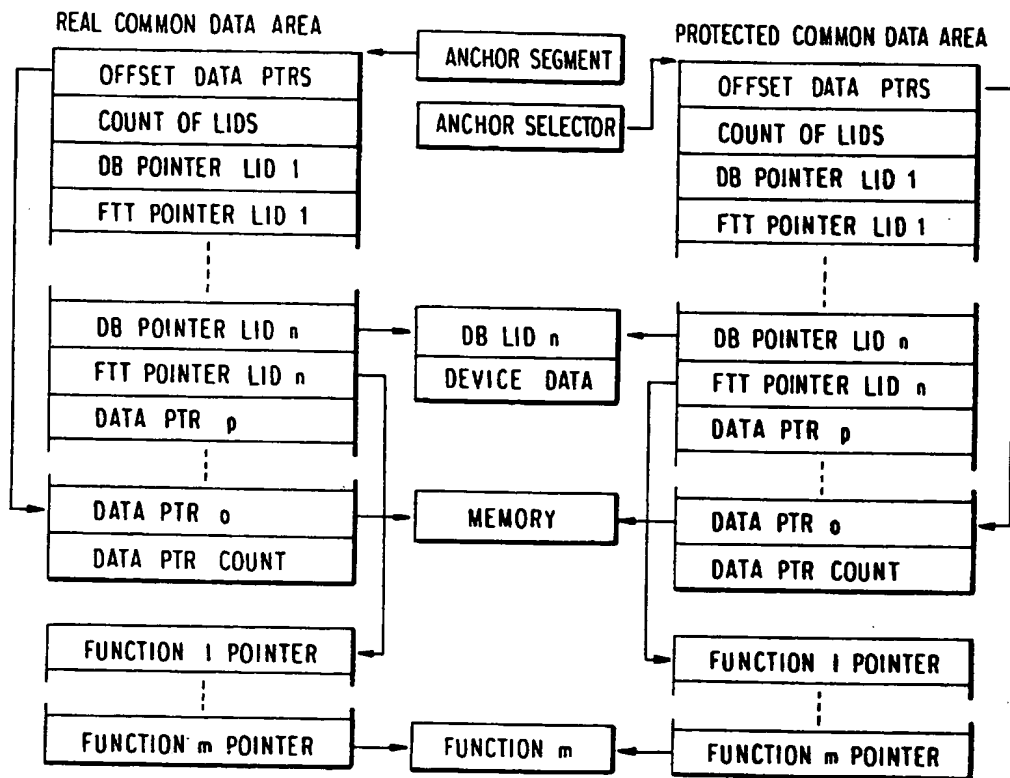 REAL COMMON DATA AREA
OFFSET DATA PTRS
COUNT OF LIDS
DB POINTER LID 1
FTT POINTER LID 1
DB POINTER LID n
FTT POINTER LID n
DATA PTR p
DATA PTR o
DATA PTR COUNT
FUNCTION 1 POINTER
FUNCTION m POINTER
ANCHOR SEGMENT
ANCHOR SELECTOR
DB LID n
DEVICE DATA
MEMORY
FUNCTION m
PROTECTED COMMON DATA AREA
OFFSET DATA PTRS
COUNT OF LIDS
DB POINTER LID 1
FTT POINTER LID 1
DB POINTER LID n
FTT POINTER LID n
DATA PTR p
DATA PTR o
DATA PTR COUNT
FUNCTION 1 POINTER
FUNCTION m POINTER